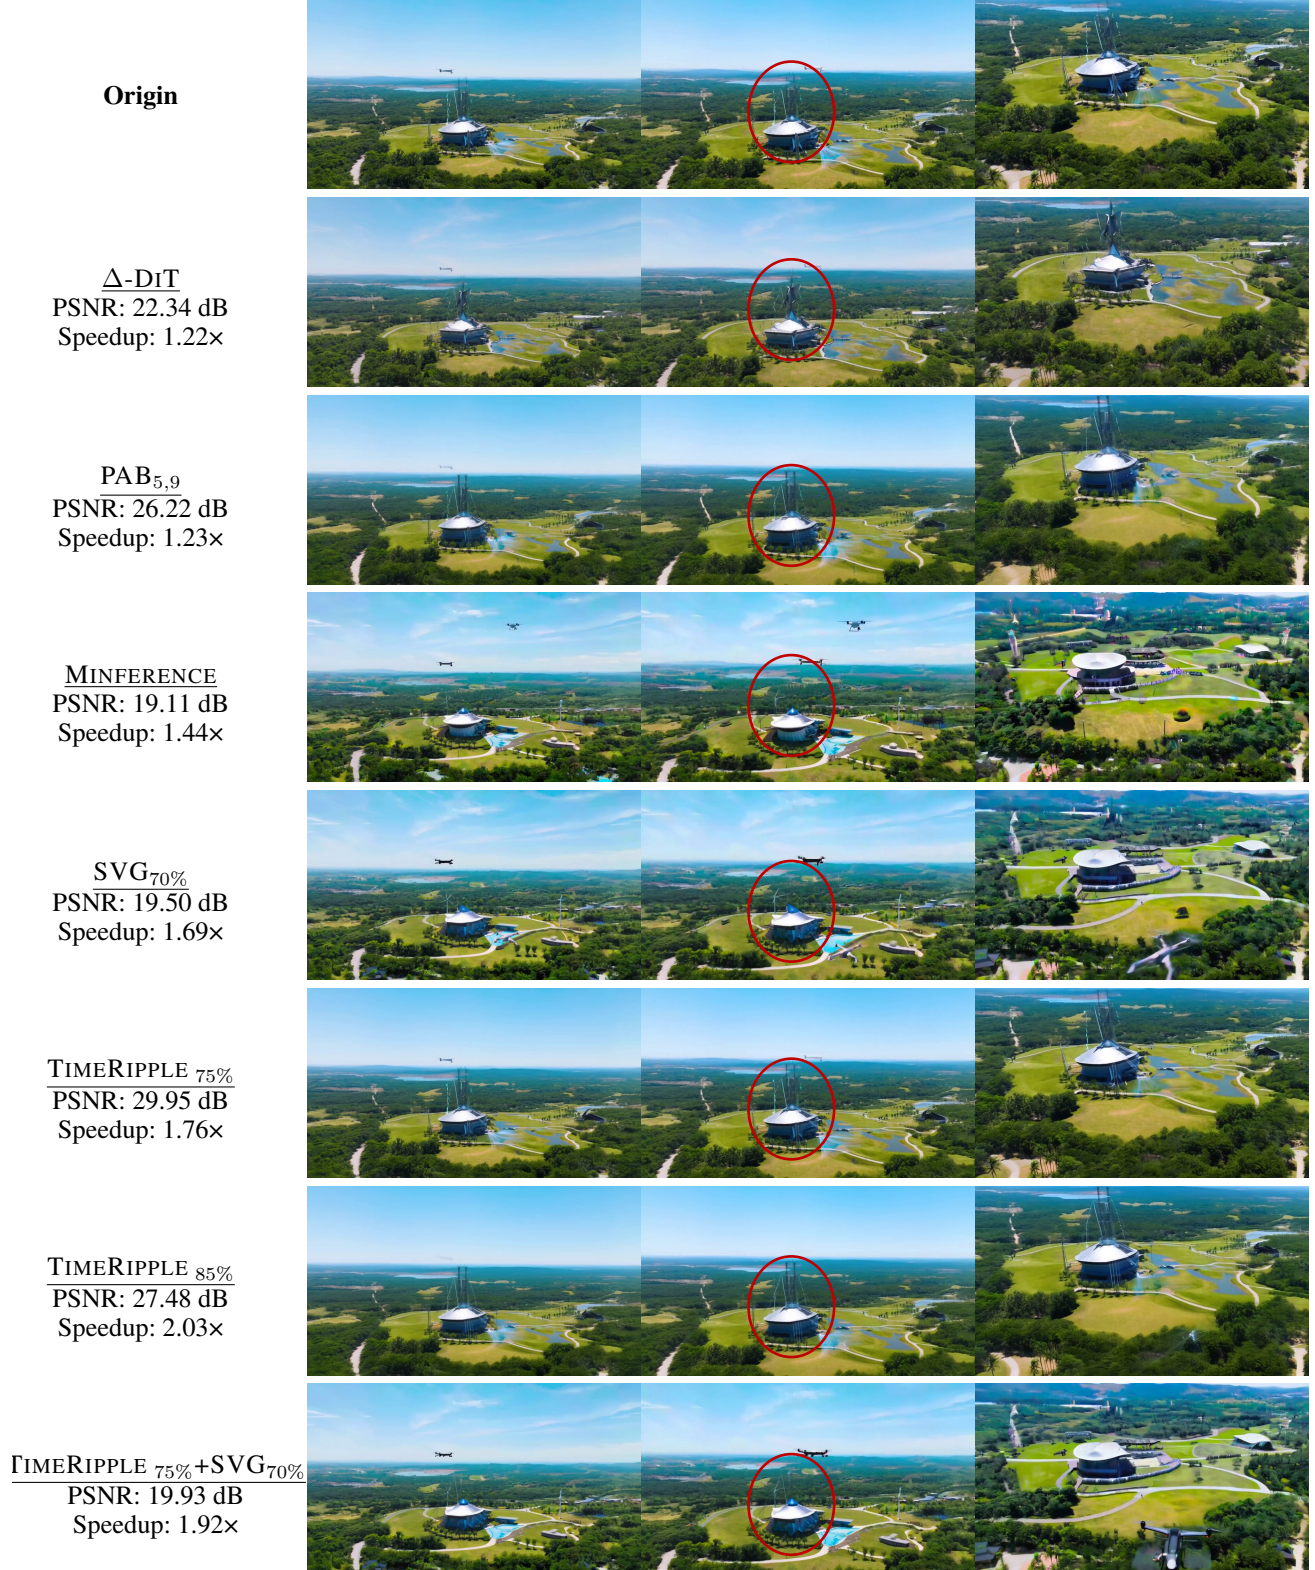 Origin
Δ-DIT
PSNR: 22.34 dB
Speedup: 1.22×
PAB5,9
PSNR: 26.22 dB
Speedup: 1.23×
MINFERENCE
PSNR: 19.11 dB
Speedup: 1.44×
SVG70%
PSNR: 19.50 dB
Speedup: 1.69×
TIMERIPPLE 75%
PSNR: 29.95 dB
Speedup: 1.76×
TIMERIPPLE 85%
PSNR: 27.48 dB
Speedup: 2.03×
TIMERIPPLE 75%+SVG70%
PSNR: 19.93 dB
Speedup: 1.92×